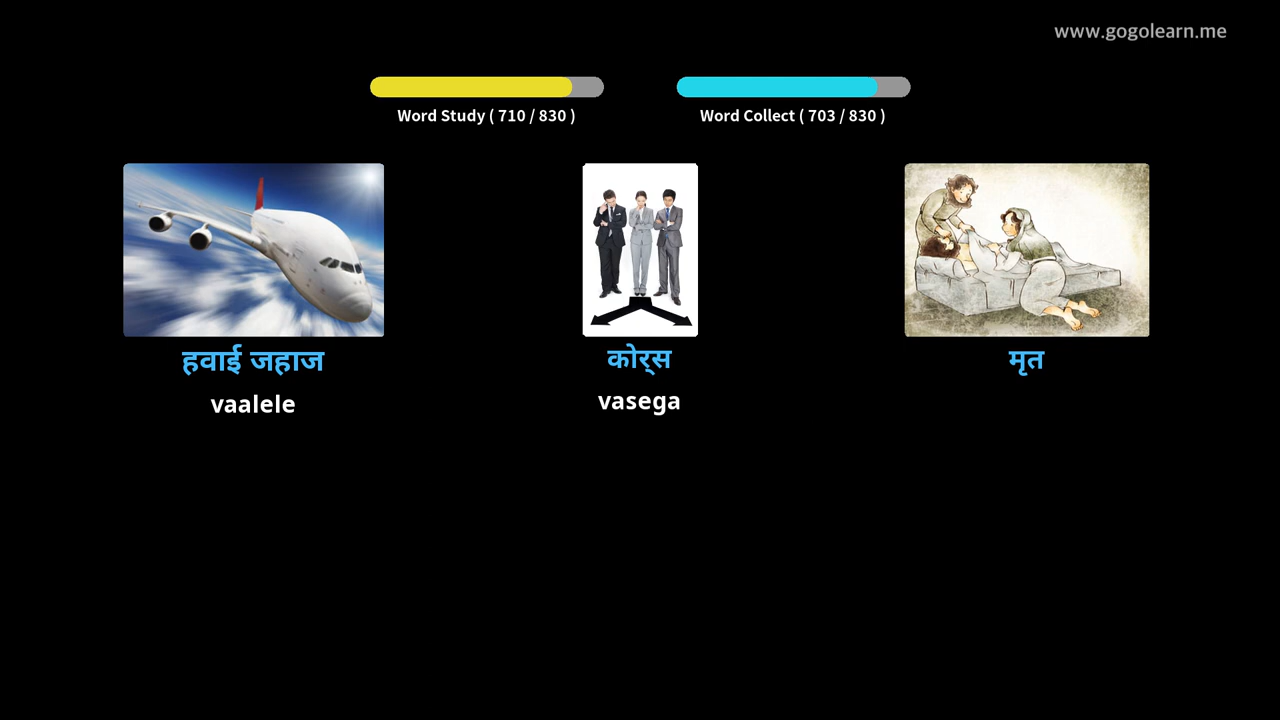 www.gogolearn.me
Word Study ( 710 / 830 )
Word Collect ( 703 / 830 )
हवाई जहाज
कोर्‌स
मृत
vaalele
vasega